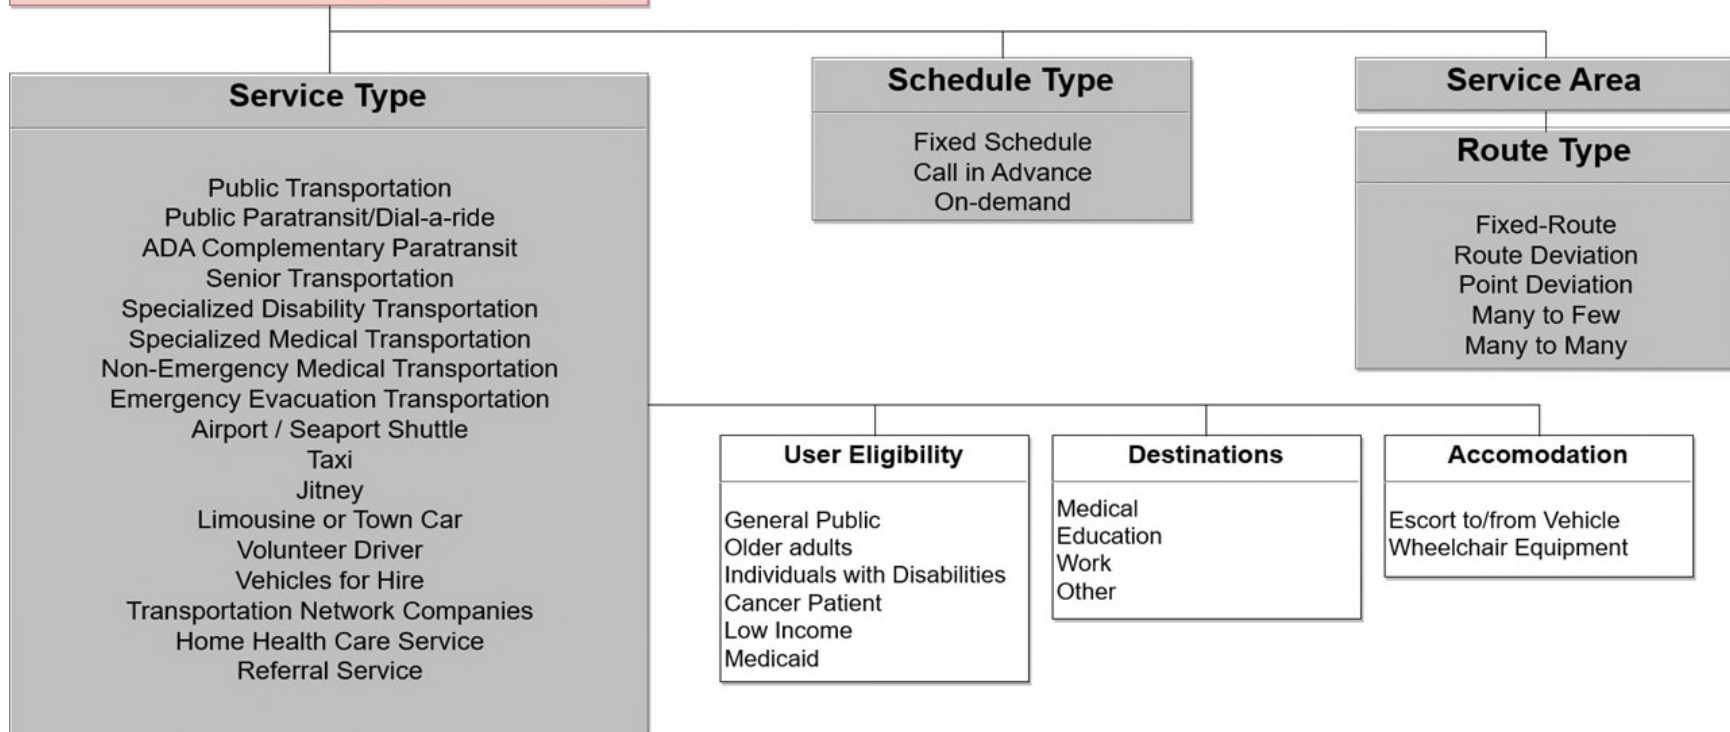 Service Type
Public Transportation
Public Paratransit/Dial-a-ride
ADA Complementary Paratransit
Senior Transportation
Specialized Disability Transportation
Specialized Medical Transportation
Non-Emergency Medical Transportation
Emergency Evacuation Transportation
Airport / Seaport Shuttle
Taxi
Jitney
Limousine or Town Car
Volunteer Driver
Vehicles for Hire
Transportation Network Companies
Home Health Care Service
Referral Service
Schedule Type
Fixed Schedule
Call in Advance
On-demand
Service Area
Route Type
Fixed-Route
Route Deviation
Point Deviation
Many to Few
Many to Many
User Eligibility
General Public
Older adults
Individuals with Disabilities
Cancer Patient
Low Income
Medicaid
Destinations
Medical
Education
Work
Other
Accomodation
Escort to/from Vehicle
Wheelchair Equipment